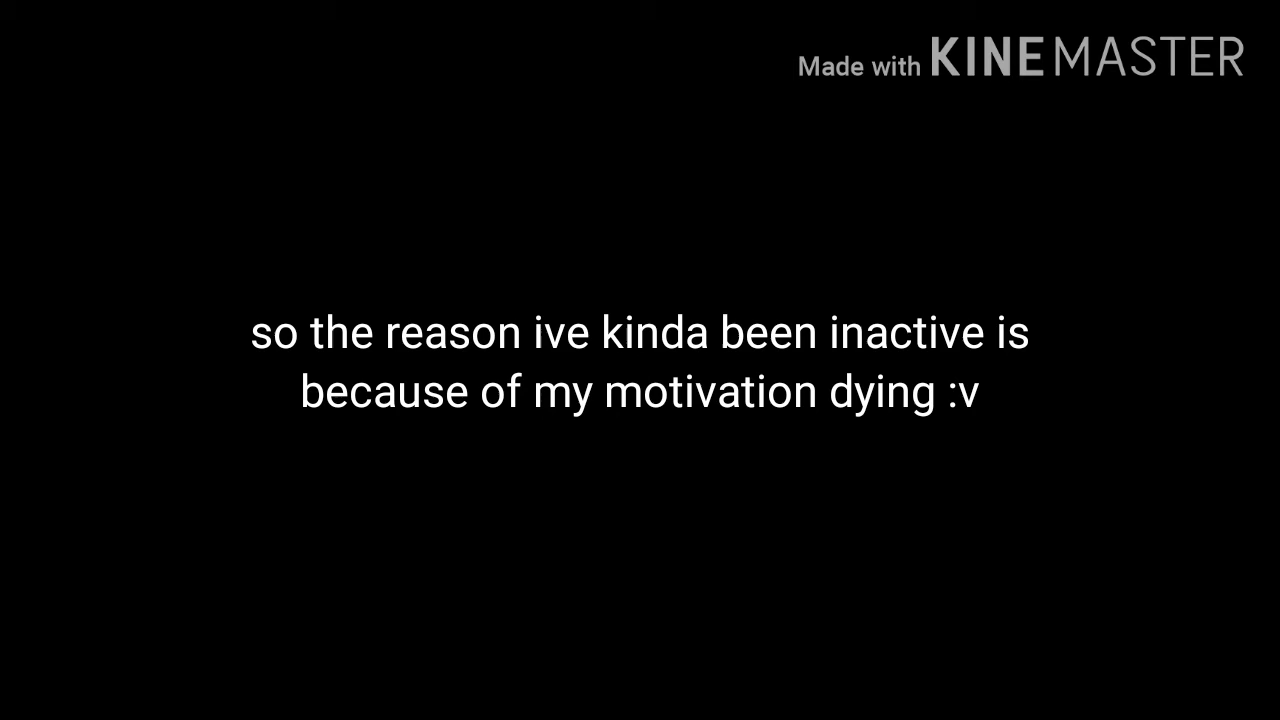 Made with KINEMASTER
so the reason ive kinda been inactive is
because of my motivation dying :v